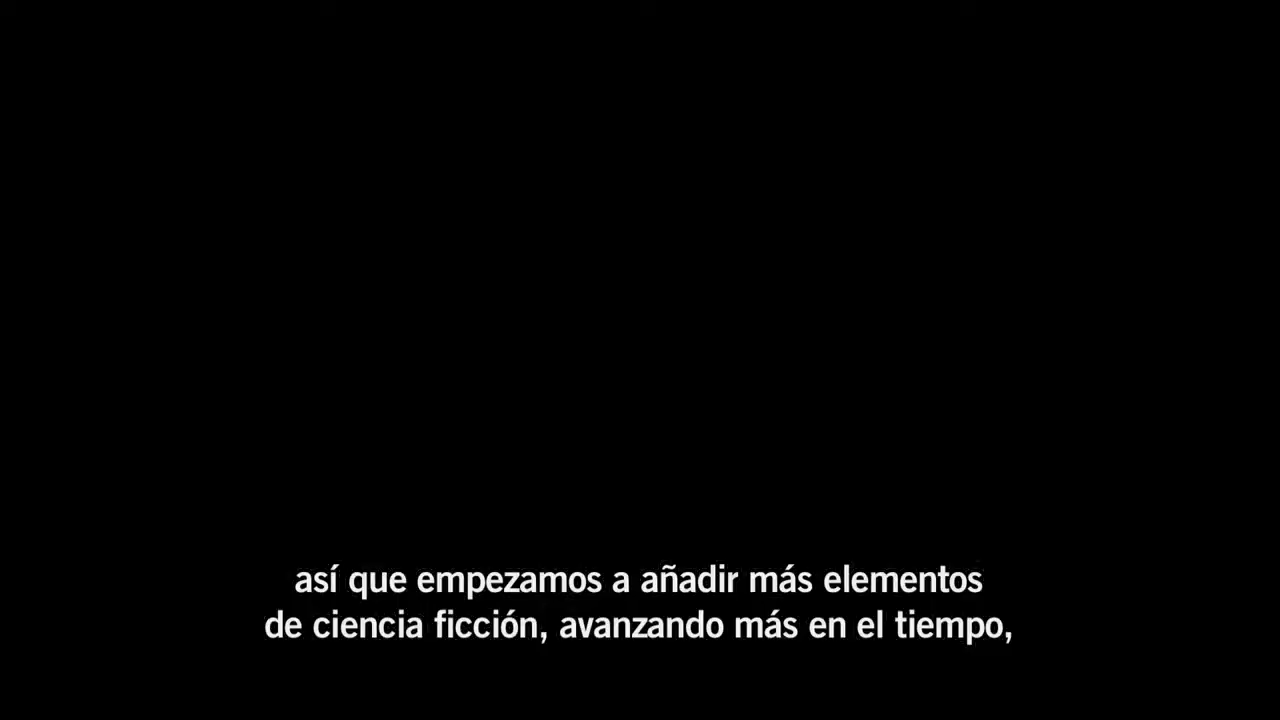 así que empezamos a añadir más elementos
de ciencia ficción, avanzando más en el tiempo,